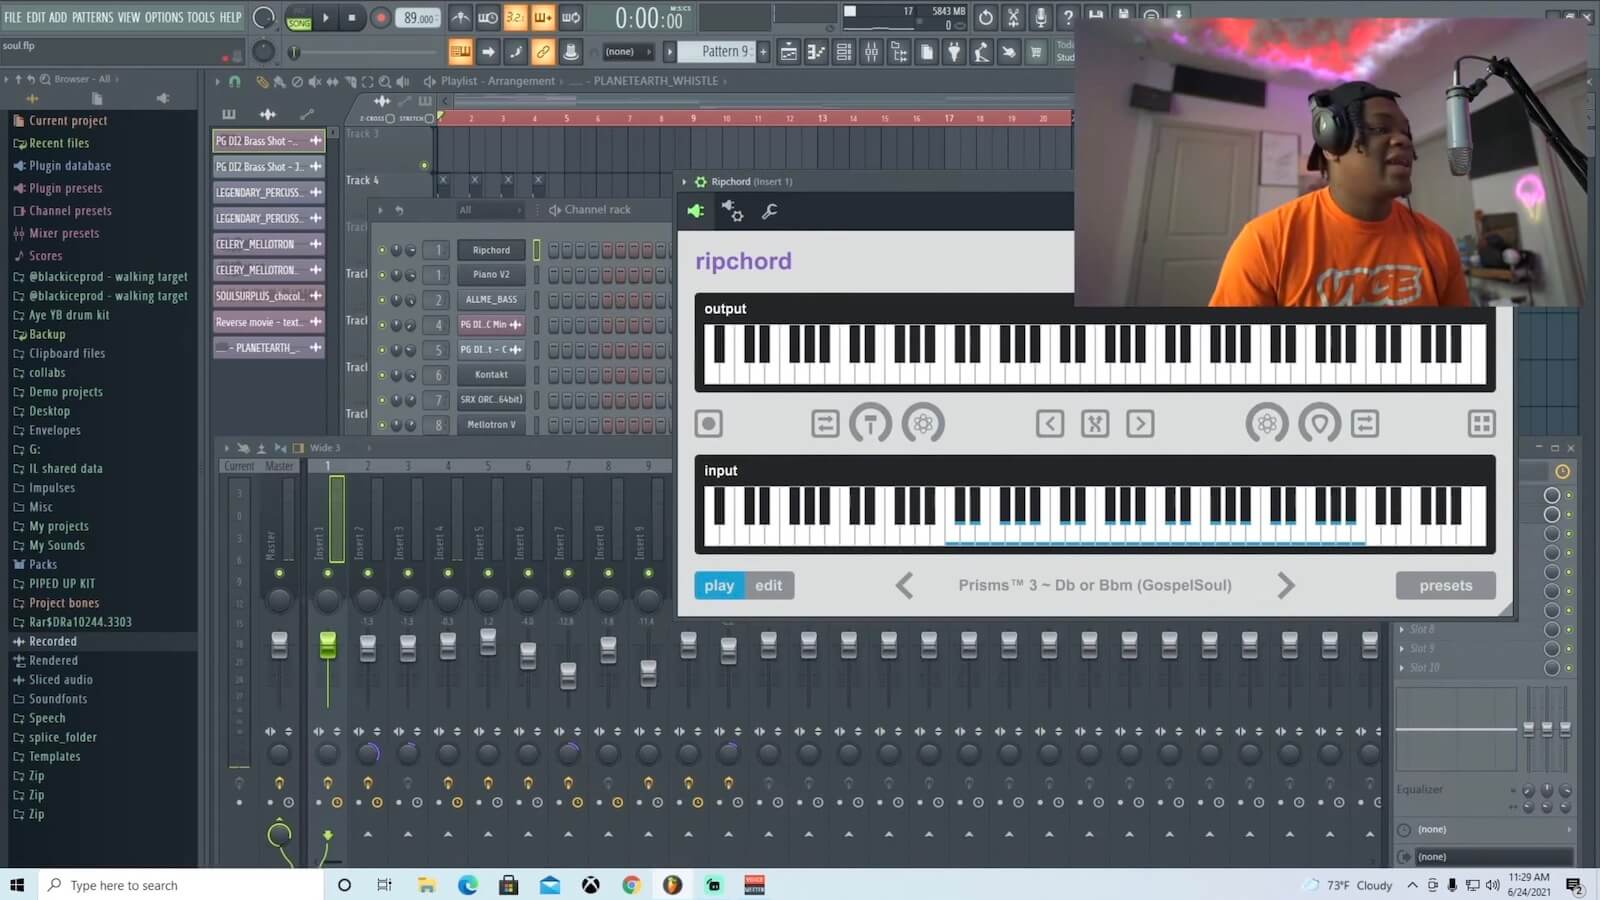 FILE EDIT ADD PATTERNS VIEW OPTIONS TOOLS HELP
SONG
89.000
3.2
0:00:00
M:S:CS
17
5843 MB
0
soul.flp
(none)
Pattern 9
Browser - All
Playlist - Arrangement
PLANETEARTH_WHISTLE
Current project
Recent files
Plugin database
Plugin presets
Channel presets
Mixer presets
Scores
@blackiceprod - walking target
@blackiceprod - walking target
Aye YB drum kit
Backup
Clipboard files
collabs
Demo projects
Desktop
Envelopes
G:
IL shared data
Impulses
Misc
My projects
My Sounds
Packs
PIPED UP KIT
Project bones
Rar$DRa10244.3303
Recorded
Rendered
Sliced audio
Soundfonts
Speech
splice_folder
Templates
Zip
Zip
Zip
PG DI2 Brass Shot -..
PG DI2 Brass Shot - J..
LEGENDARY_PERCUSS..
LEGENDARY_PERCUSS..
CELERY_MELLOTRON
CELERY_MELLOTRON..
SOULSURPLUS_chocol..
Reverse movie - text..
- PLANETEARTH_..
Z-CROSS STRETCH
2 3 4 5 6 7 8 9 10 11 12 13 14 15 16 17 18 19 20
Track 3
Track 4
All
Channel rack
1 Ripchord
1 Piano V2
2 ALLME_BASS
4 PG DI..C Min
5 PG DI..t - C
6 Kontakt
7 SRX ORC..64bit)
8 Mellotron V
Ripchord (Insert 1)
ripchord
output
input
play
edit
Prisms™ 3 ~ Db or Bbm (GospelSoul)
presets
VICE
Wide 3
Current Master 1 2 3 4 5 6 7 8 9
Master
Insert 1
Insert 2
Insert 3
Insert 4
Insert 5
Insert 6
Insert 7
Insert 8
Insert 9
Slot 8
Slot 9
Slot 10
Equalizer
(none)
(none)
Type here to search
73°F Cloudy
11:29 AM
6/24/2021
2